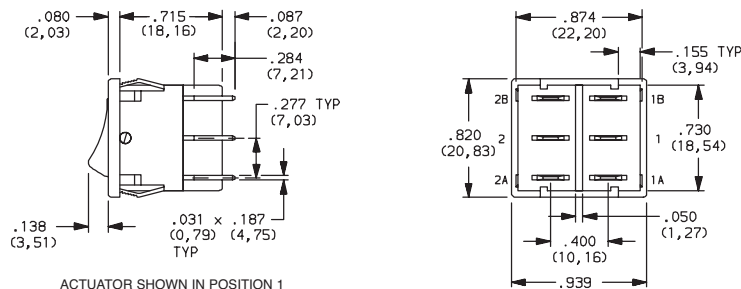 .080
(2,03)
.715
(18,16)
.087
(2,20)
.284
(7,21)
.277 TYP
(7,03)
.138
(3,51)
.031 x .187
(0,79) (4,75)
TYP
ACTUATOR SHOWN IN POSITION 1
.874
(22,20)
.155 TYP
(3,94)
2B
1B
.820
(20,83)
2
1
.730
(18,54)
2A
1A
.050
(1,27)
.400
(10,16)
.939